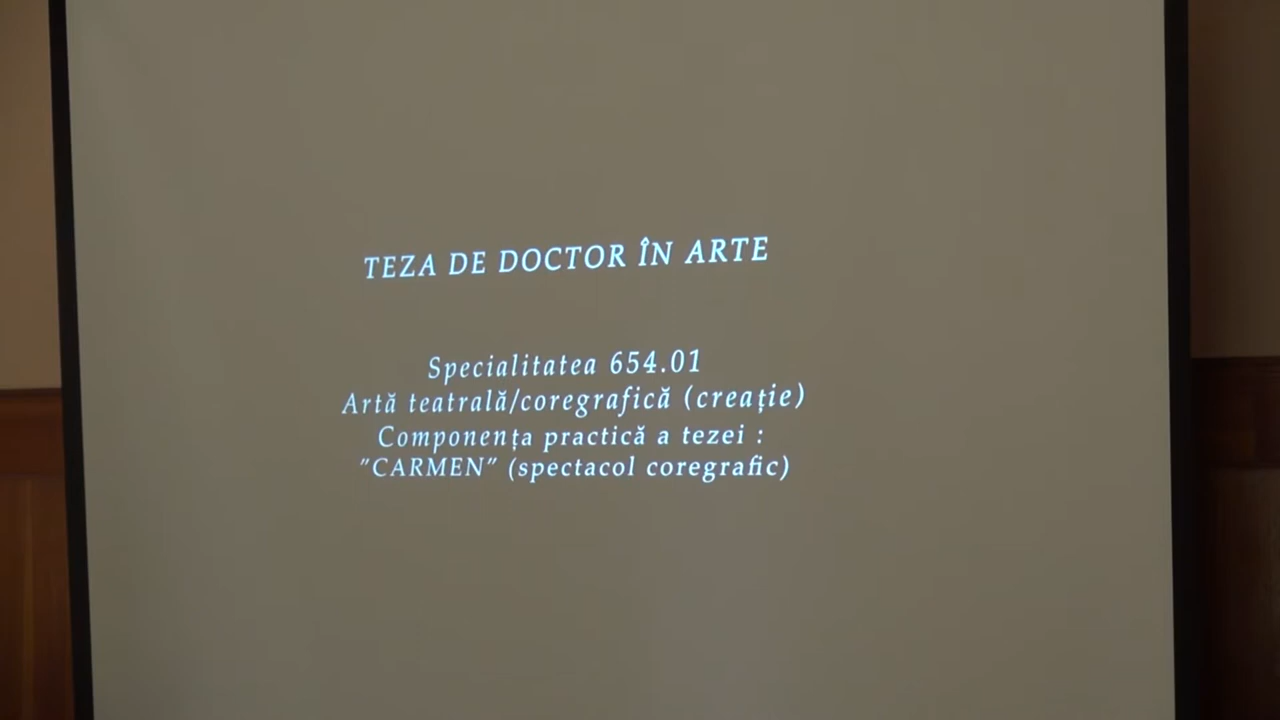 TEZA DE DOCTOR ÎN ARTE
Specialitatea 654.01
Artă teatrală/coregrafică (creație)
Componența practică a tezei :
"CARMEN" (spectacol coregrafic)